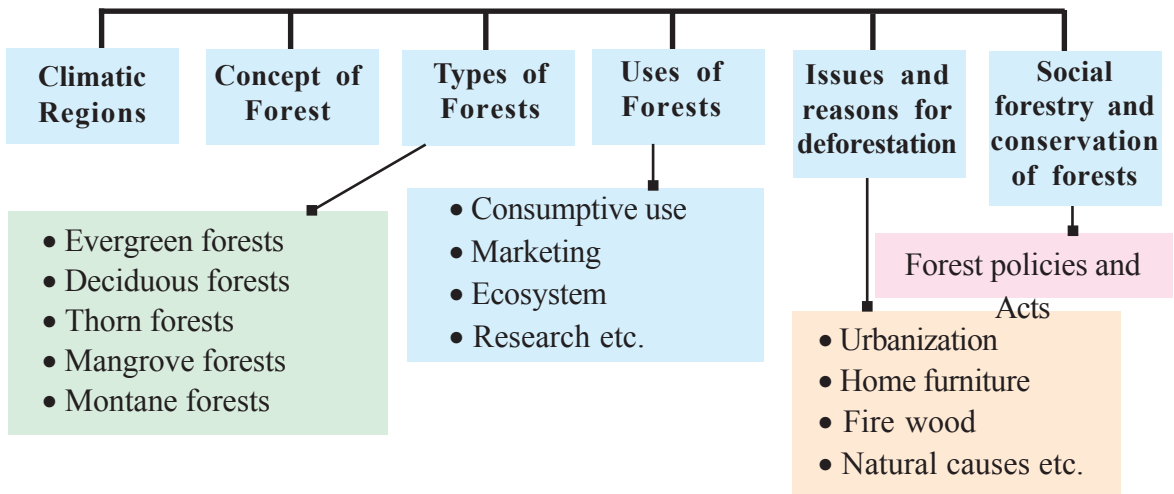 Climatic
Regions
Concept of
Forest
Types of
Forests
Uses of
Forests
Issues and
reasons for
deforestation
Social
forestry and
conservation
of forests
• Evergreen forests
• Deciduous forests
• Thorn forests
• Mangrove forests
• Montane forests
• Consumptive use
• Marketing
• Ecosystem
• Research etc.
• Urbanization
• Home furniture
• Fire wood
• Natural causes etc.
Forest policies and
Acts